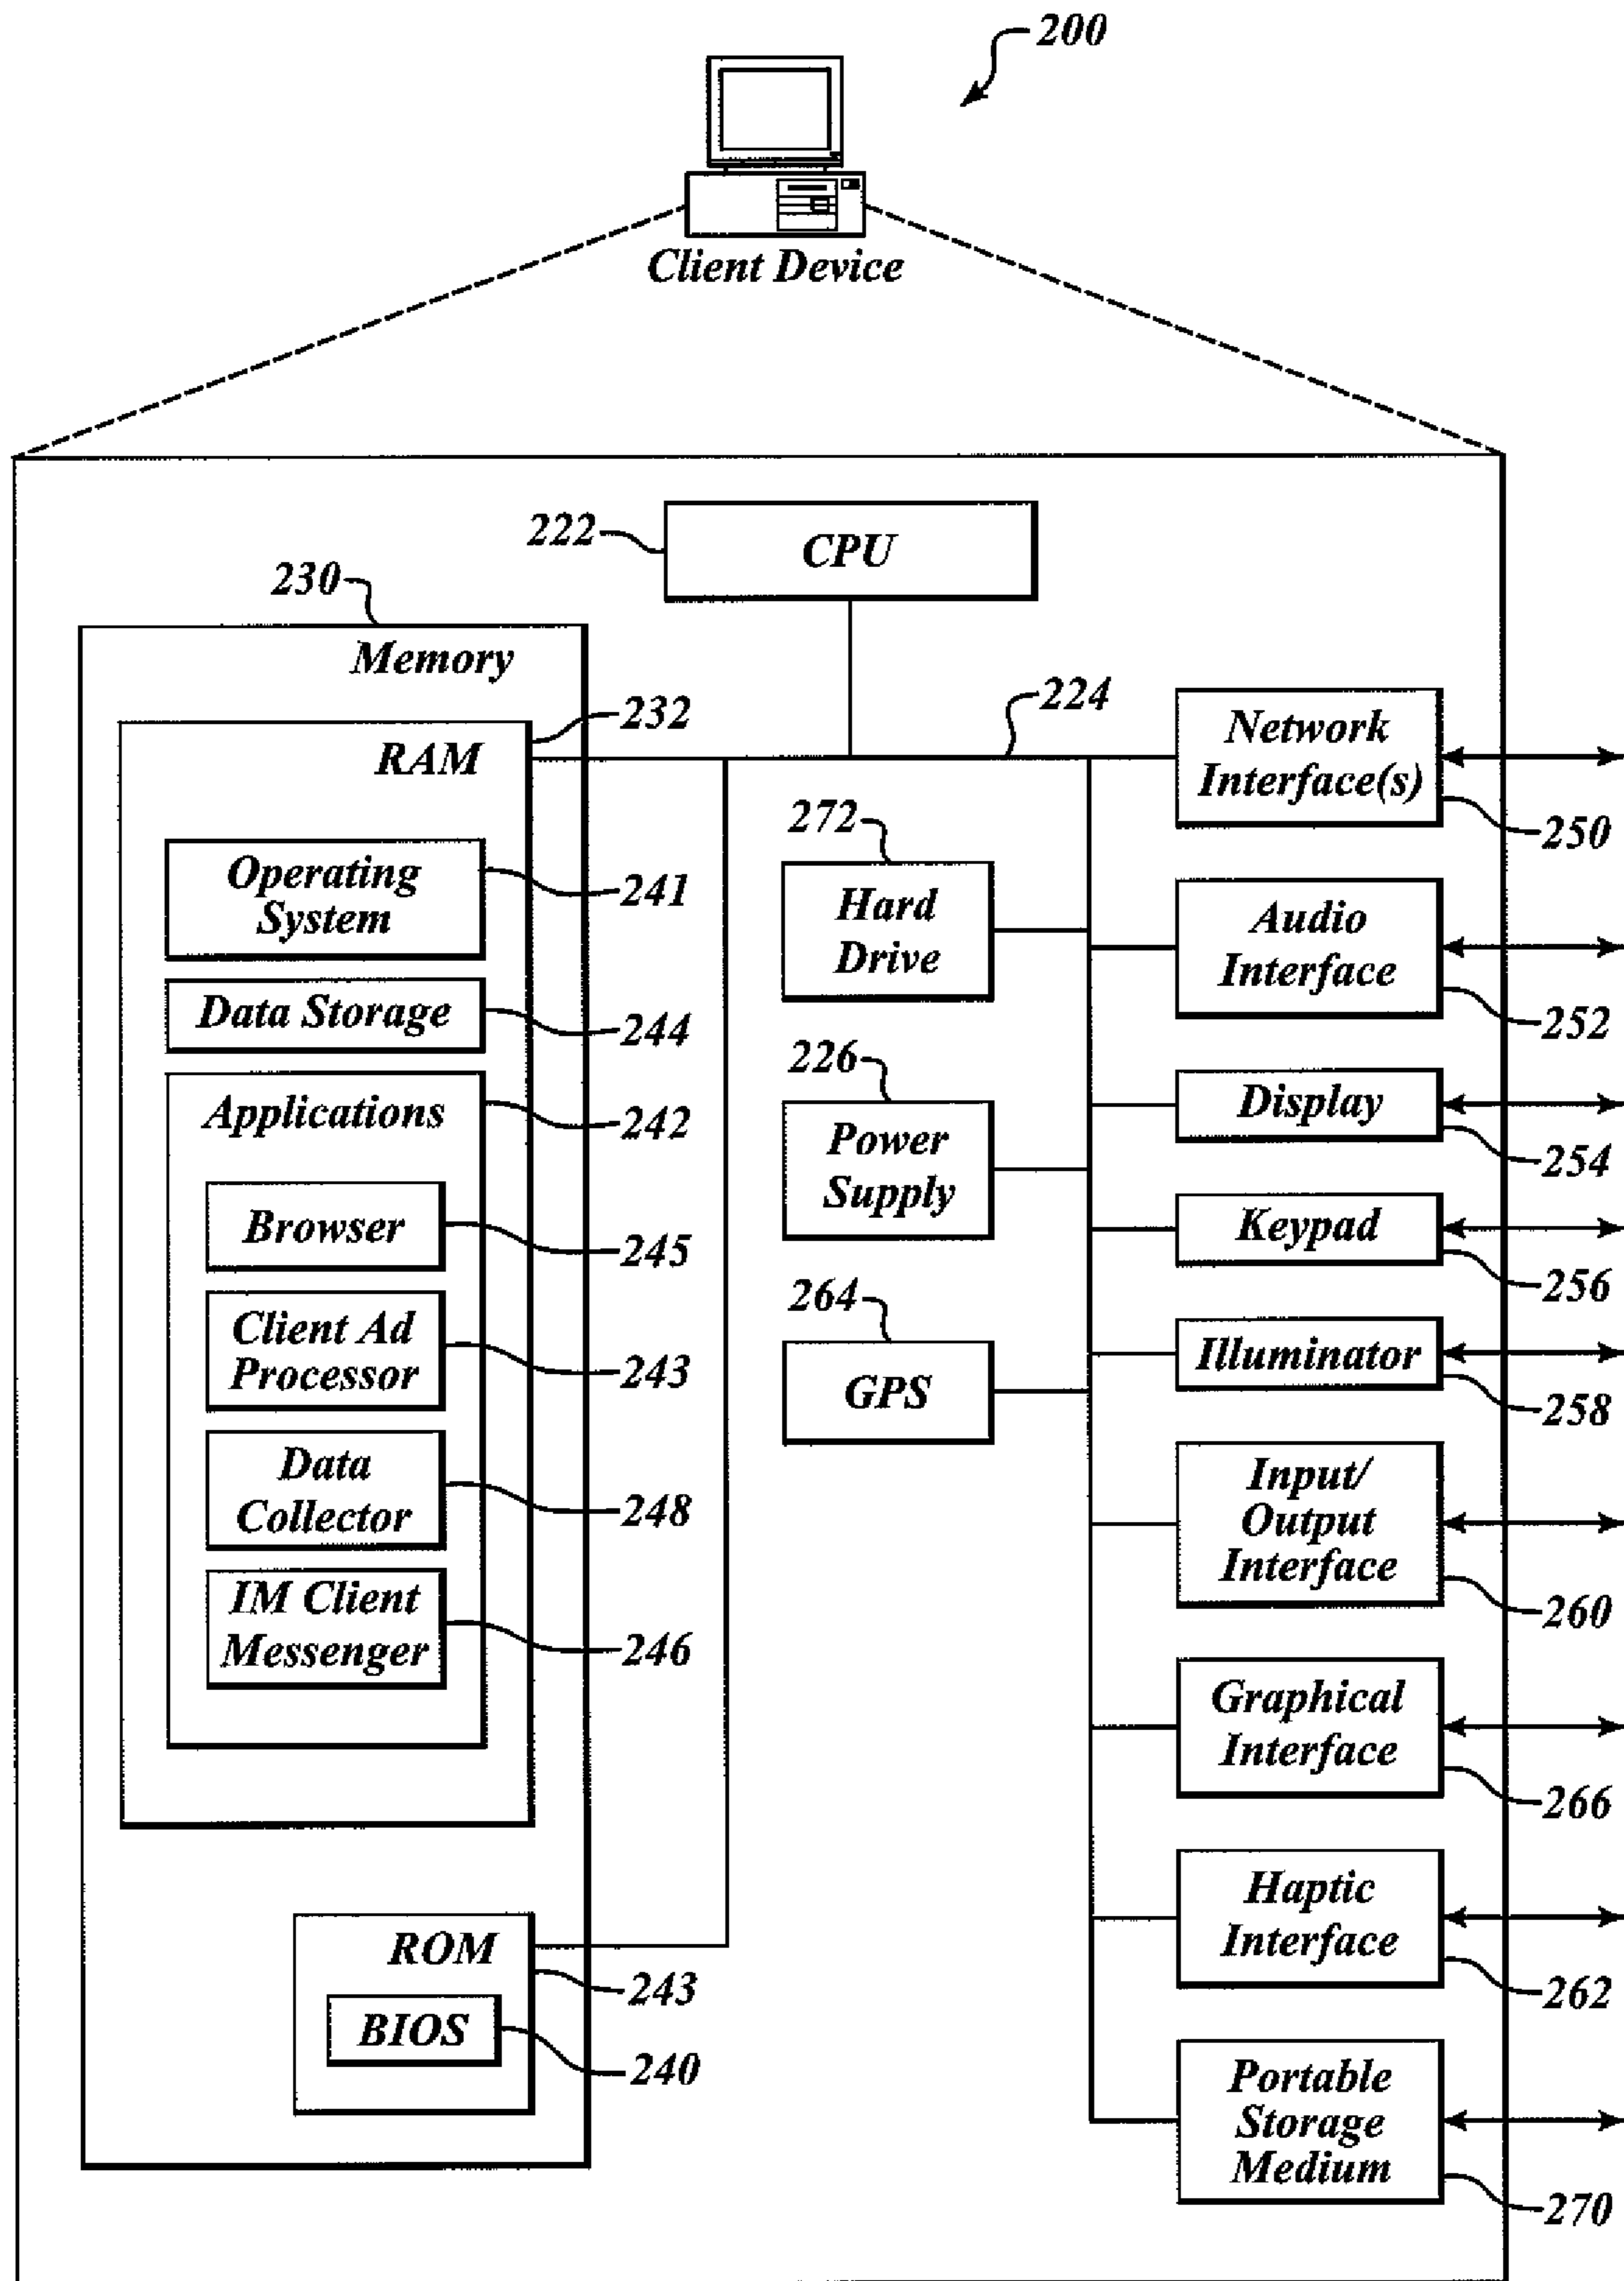 200
Client Device
222
CPU
230
Memory
232
RAM
224
Operating
System
241
Data Storage
244
Applications
242
Browser
245
Client Ad
Processor
243
Data
Collector
248
IM Client
Messenger
246
ROM
243
BIOS
240
272
Hard
Drive
226
Power
Supply
264
GPS
Network
Interface(s)
250
Audio
Interface
252
Display
254
Keypad
256
Illuminator
258
Input/
Output
Interface
260
Graphical
Interface
266
Haptic
Interface
262
Portable
Storage
Medium
270